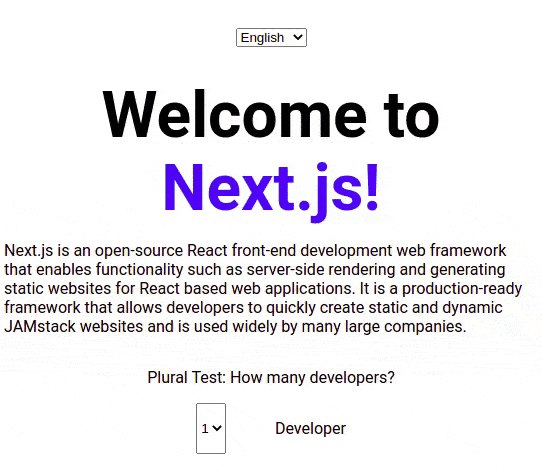 English
Welcome to
Next.js!
Next.js is an open-source React front-end development web framework
that enables functionality such as server-side rendering and generating
static websites for React based web applications. It is a production-ready
framework that allows developers to quickly create static and dynamic
JAMstack websites and is used widely by many large companies.
Plural Test: How many developers?
1 Developer